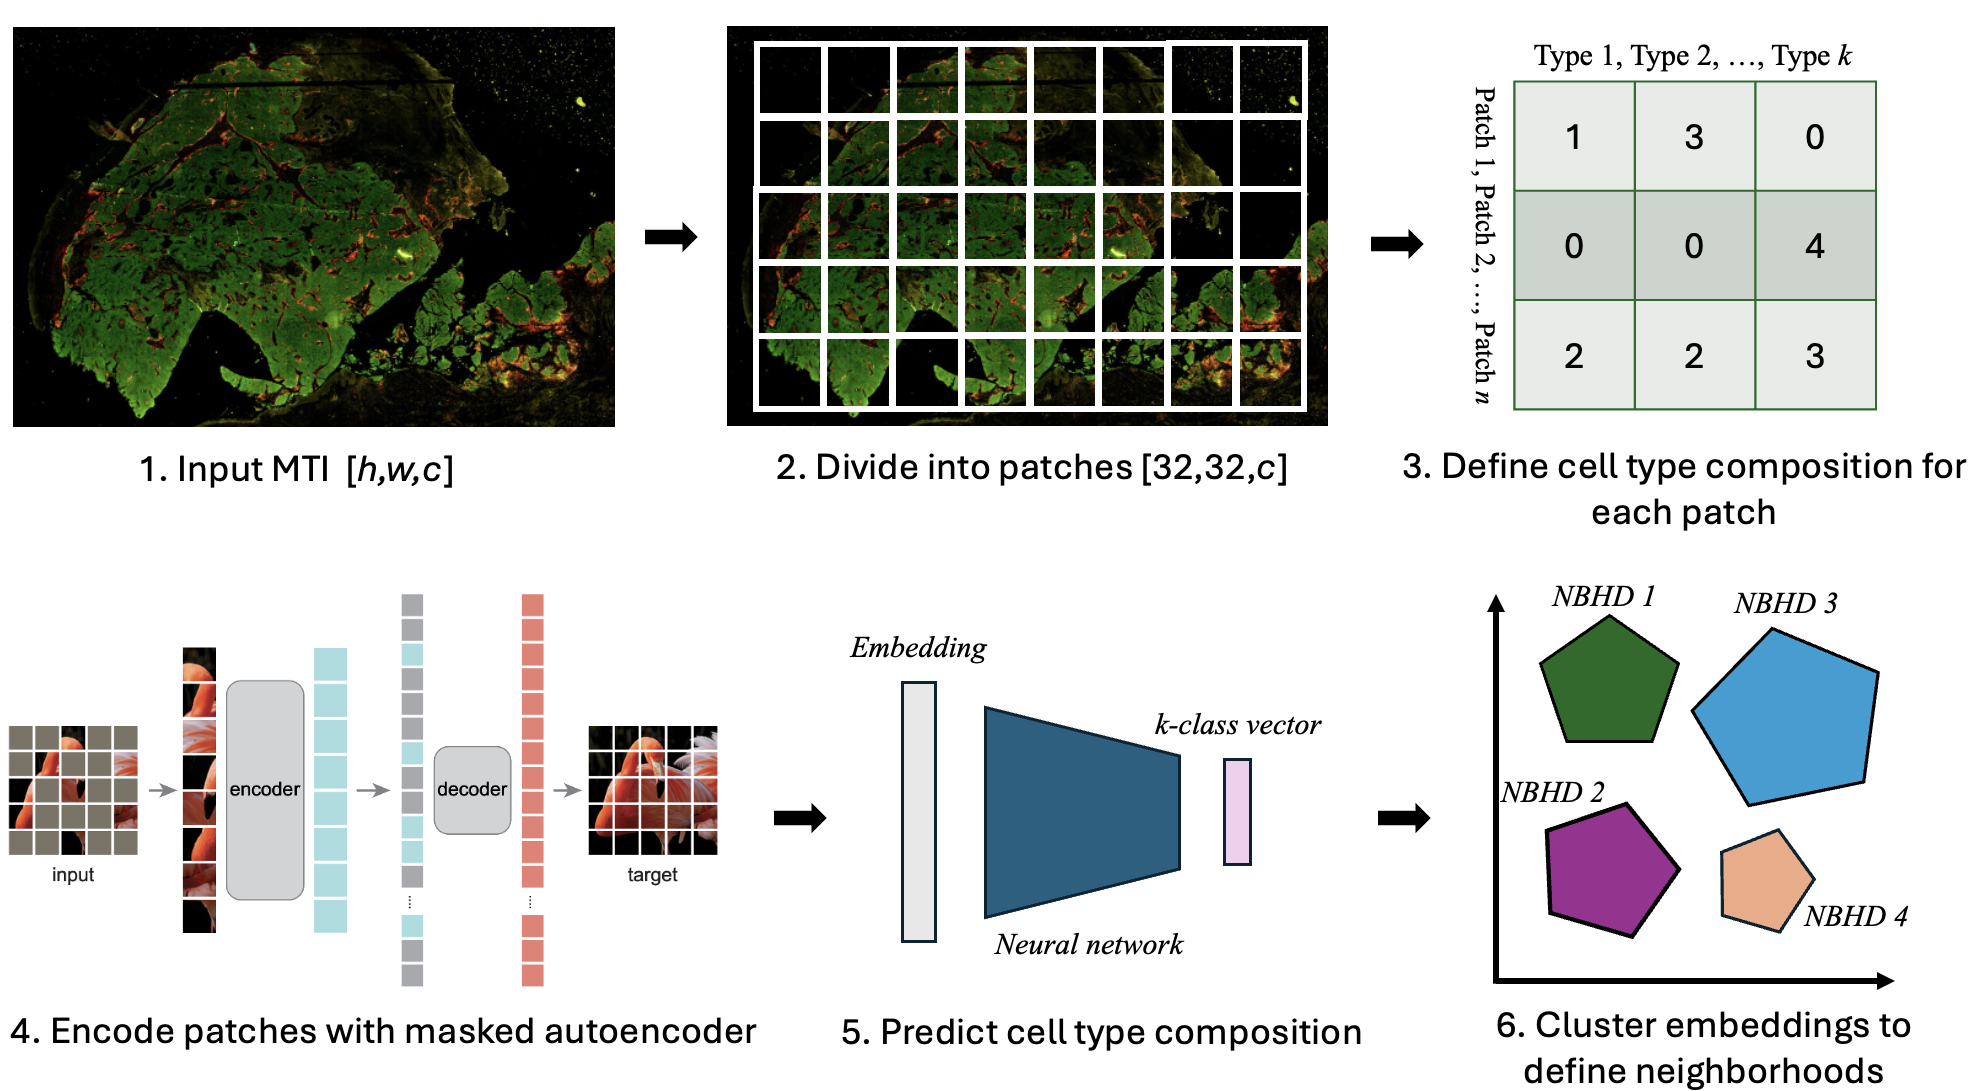 Type 1, Type 2, …, Type k
Patch 1, Patch 2, …, Patch n
1 3 0
0 0 4
2 2 3
1. Input MTI [h,w,c]
2. Divide into patches [32,32,c]
3. Define cell type composition for
each patch
input
encoder
decoder
target
4. Encode patches with masked autoencoder
Embedding
k-class vector
Neural network
5. Predict cell type composition
NBHD 1
NBHD 3
NBHD 2
NBHD 4
6. Cluster embeddings to
define neighborhoods